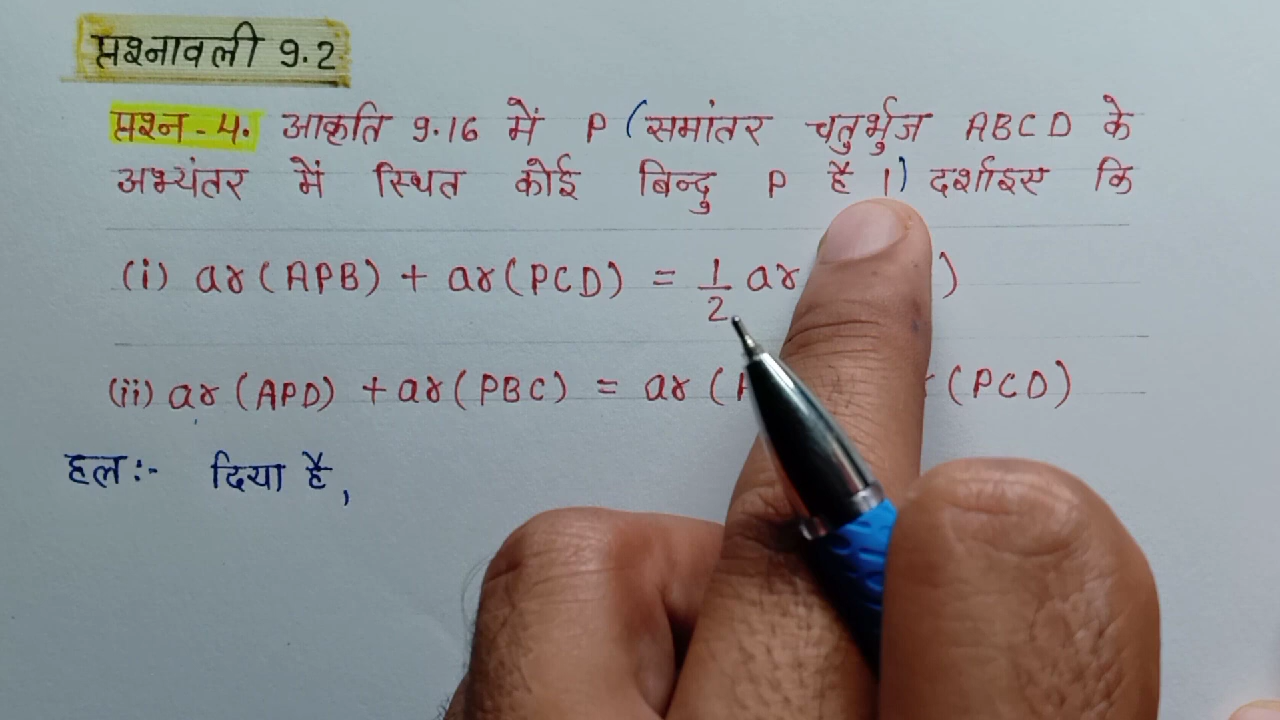 प्रश्नावली 9.2
प्रश्न-4. आकृति 9.16 में P (समांतर चतुर्भुज ABCD के
अभ्यंतर में स्थित कोई बिन्दु P है ।) दर्शाइए कि
(i) ar (APB) + ar (PCD) = 1/2 ar )
(ii) ar (APD) + ar (PBC) = ar ( (PCD)
हल :- दिया है,